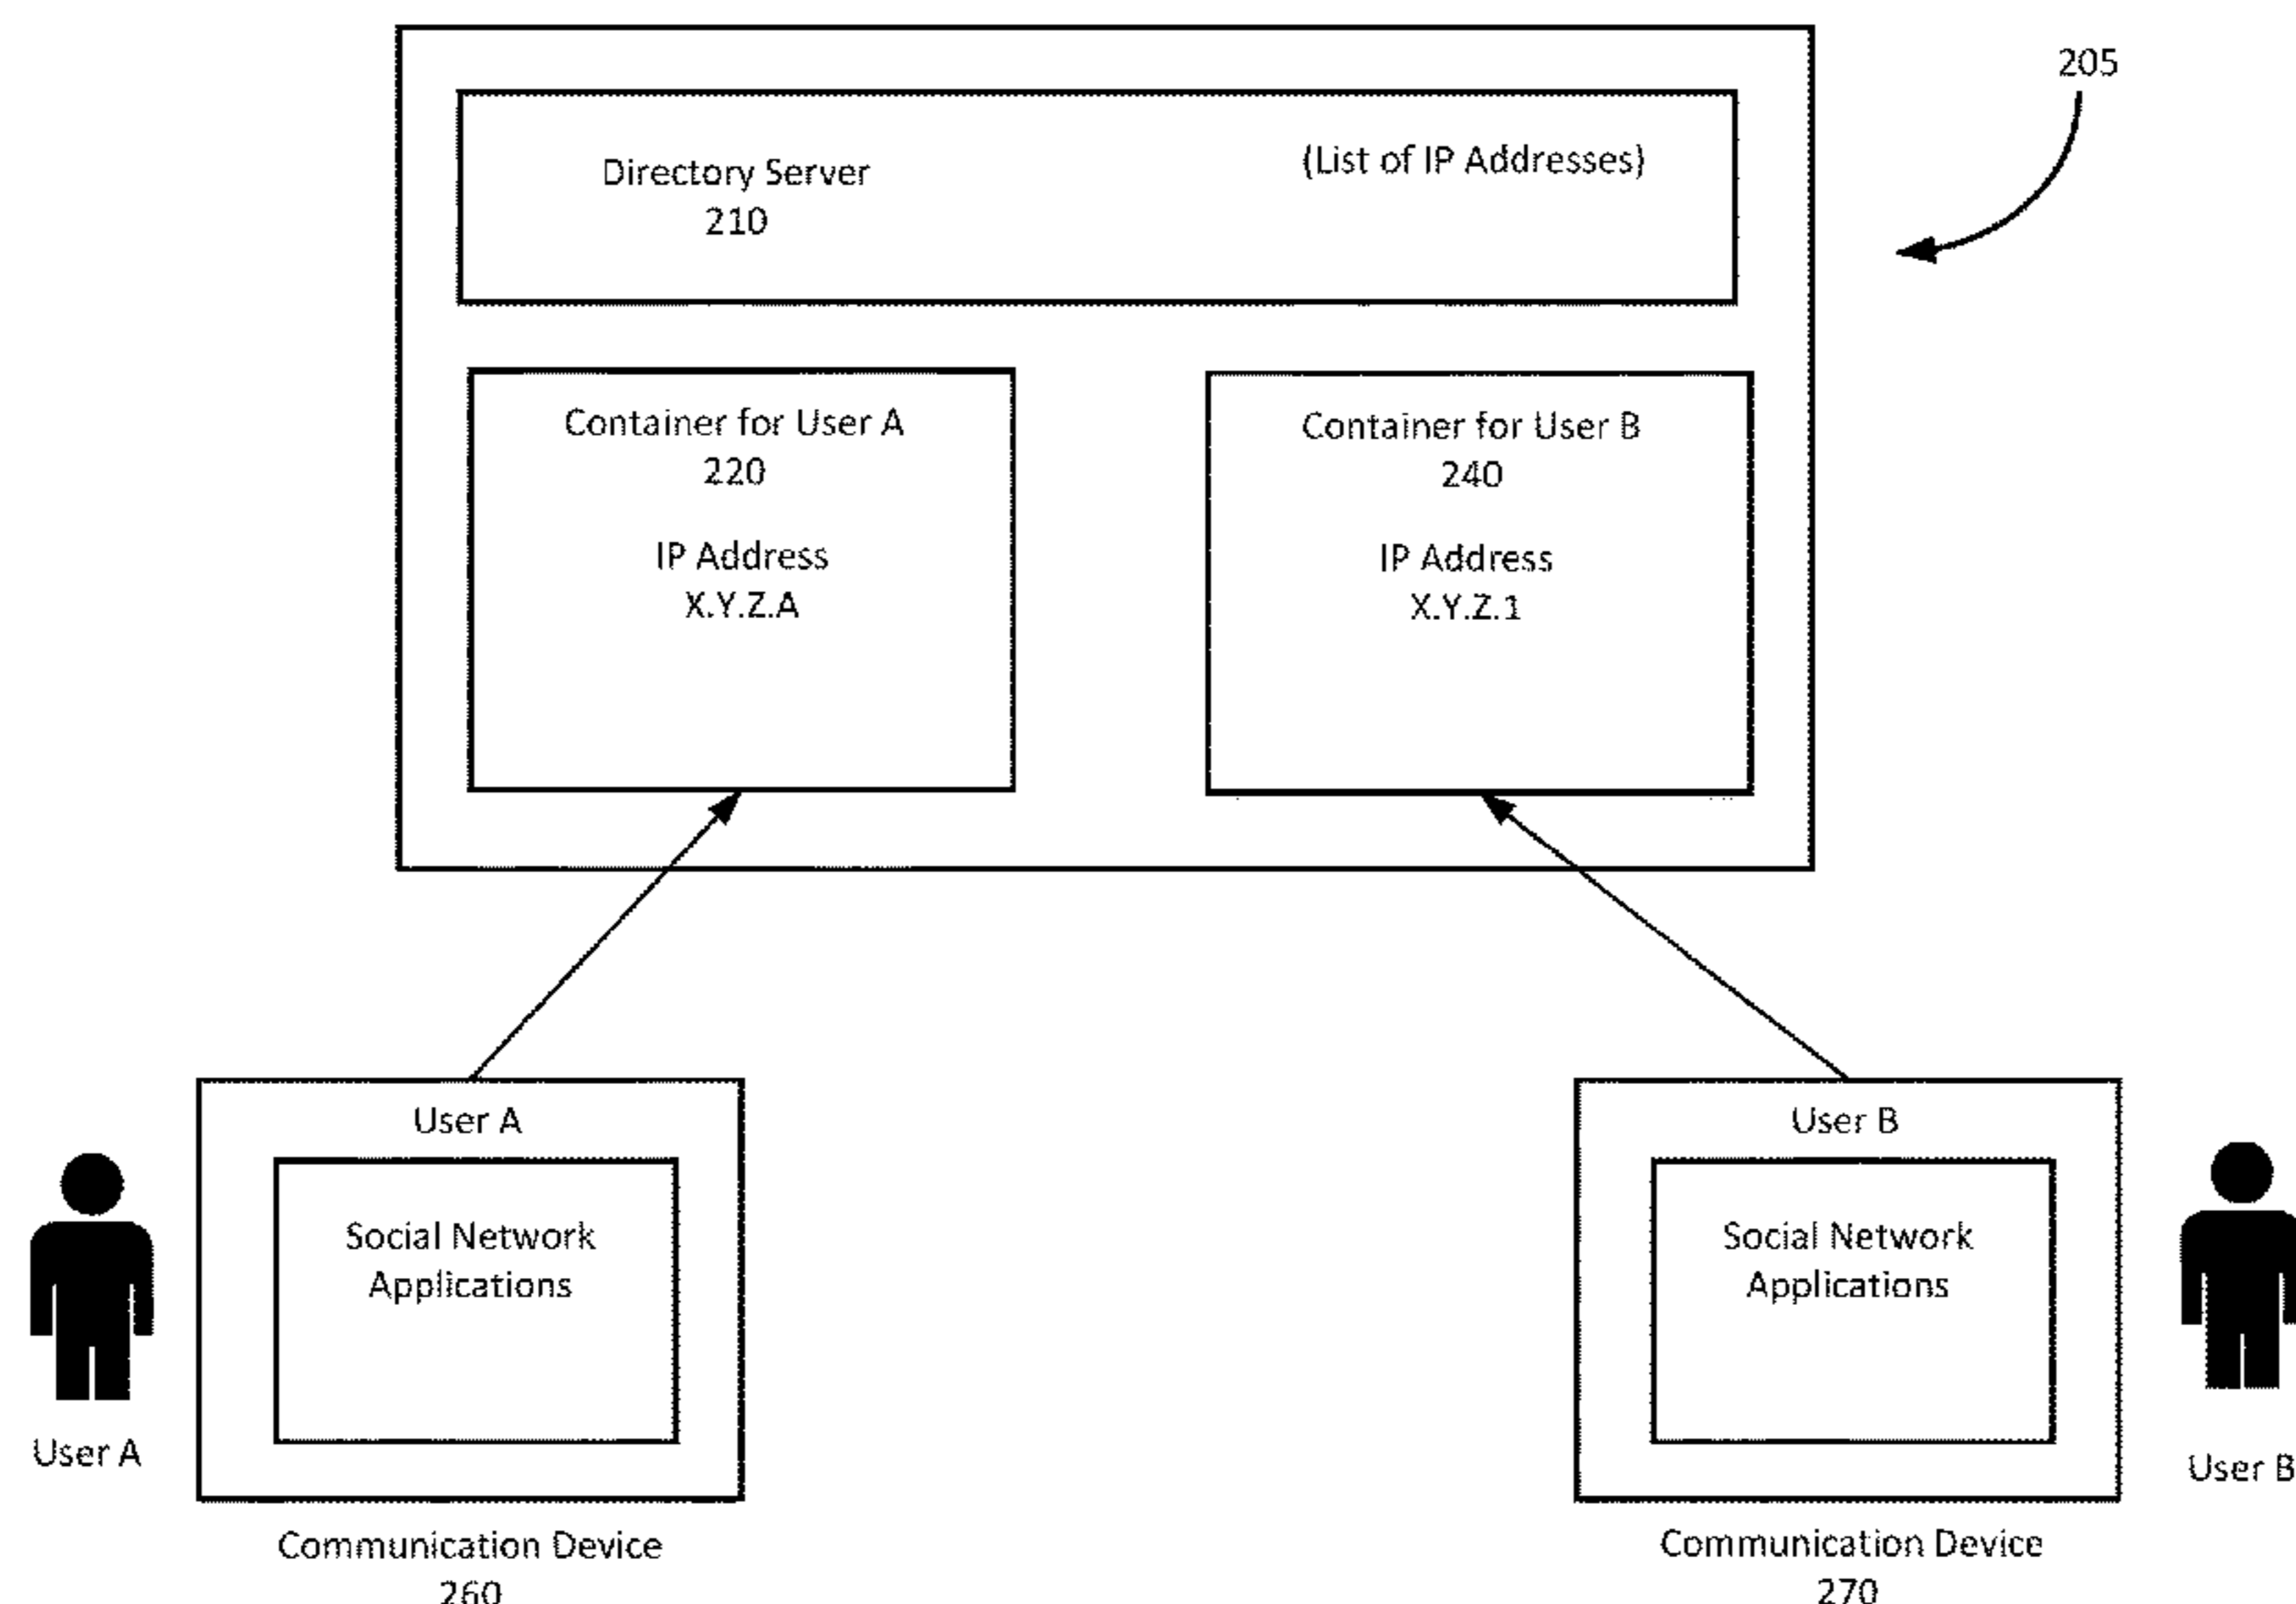 205
Directory Server
210
(List of IP Addresses)
Container for User A
220
IP Address
X.Y.Z.A
Container for User B
240
IP Address
X.Y.Z.1
User A
Social Network
Applications
User A
Communication Device
260
User B
Social Network
Applications
User B
Communication Device
270